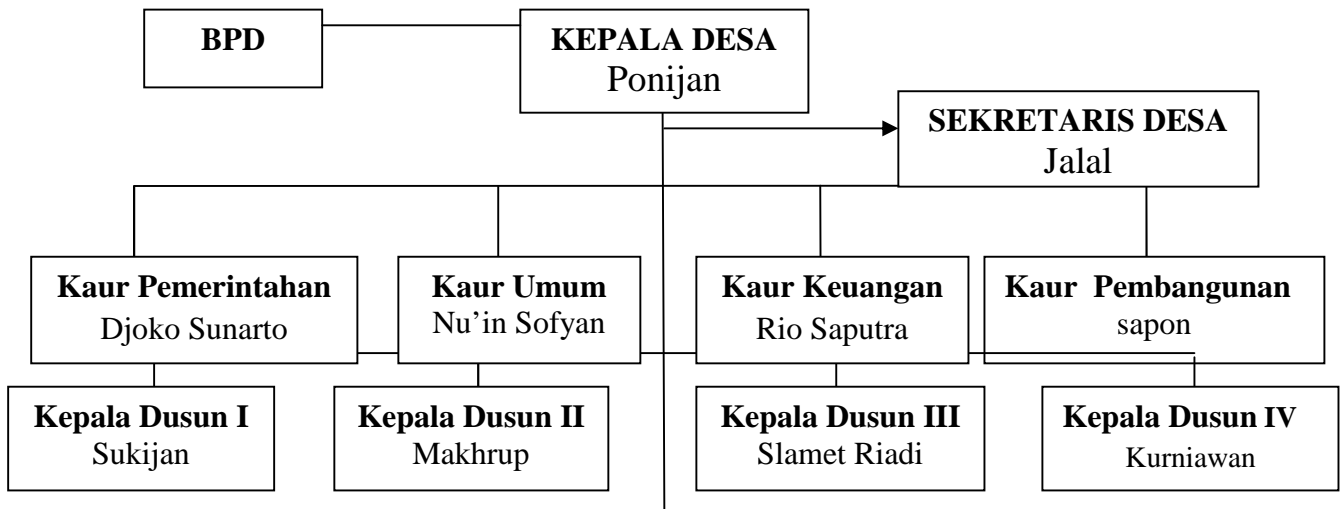 BPD
KEPALA DESA
Ponijan
SEKRETARIS DESA
Jalal
Kaur Pemerintahan
Djoko Sunarto
Kaur Umum
Nu’in Sofyan
Kaur Keuangan
Rio Saputra
Kaur Pembangunan
sapon
Kepala Dusun I
Sukijan
Kepala Dusun II
Makhrup
Kepala Dusun III
Slamet Riadi
Kepala Dusun IV
Kurniawan